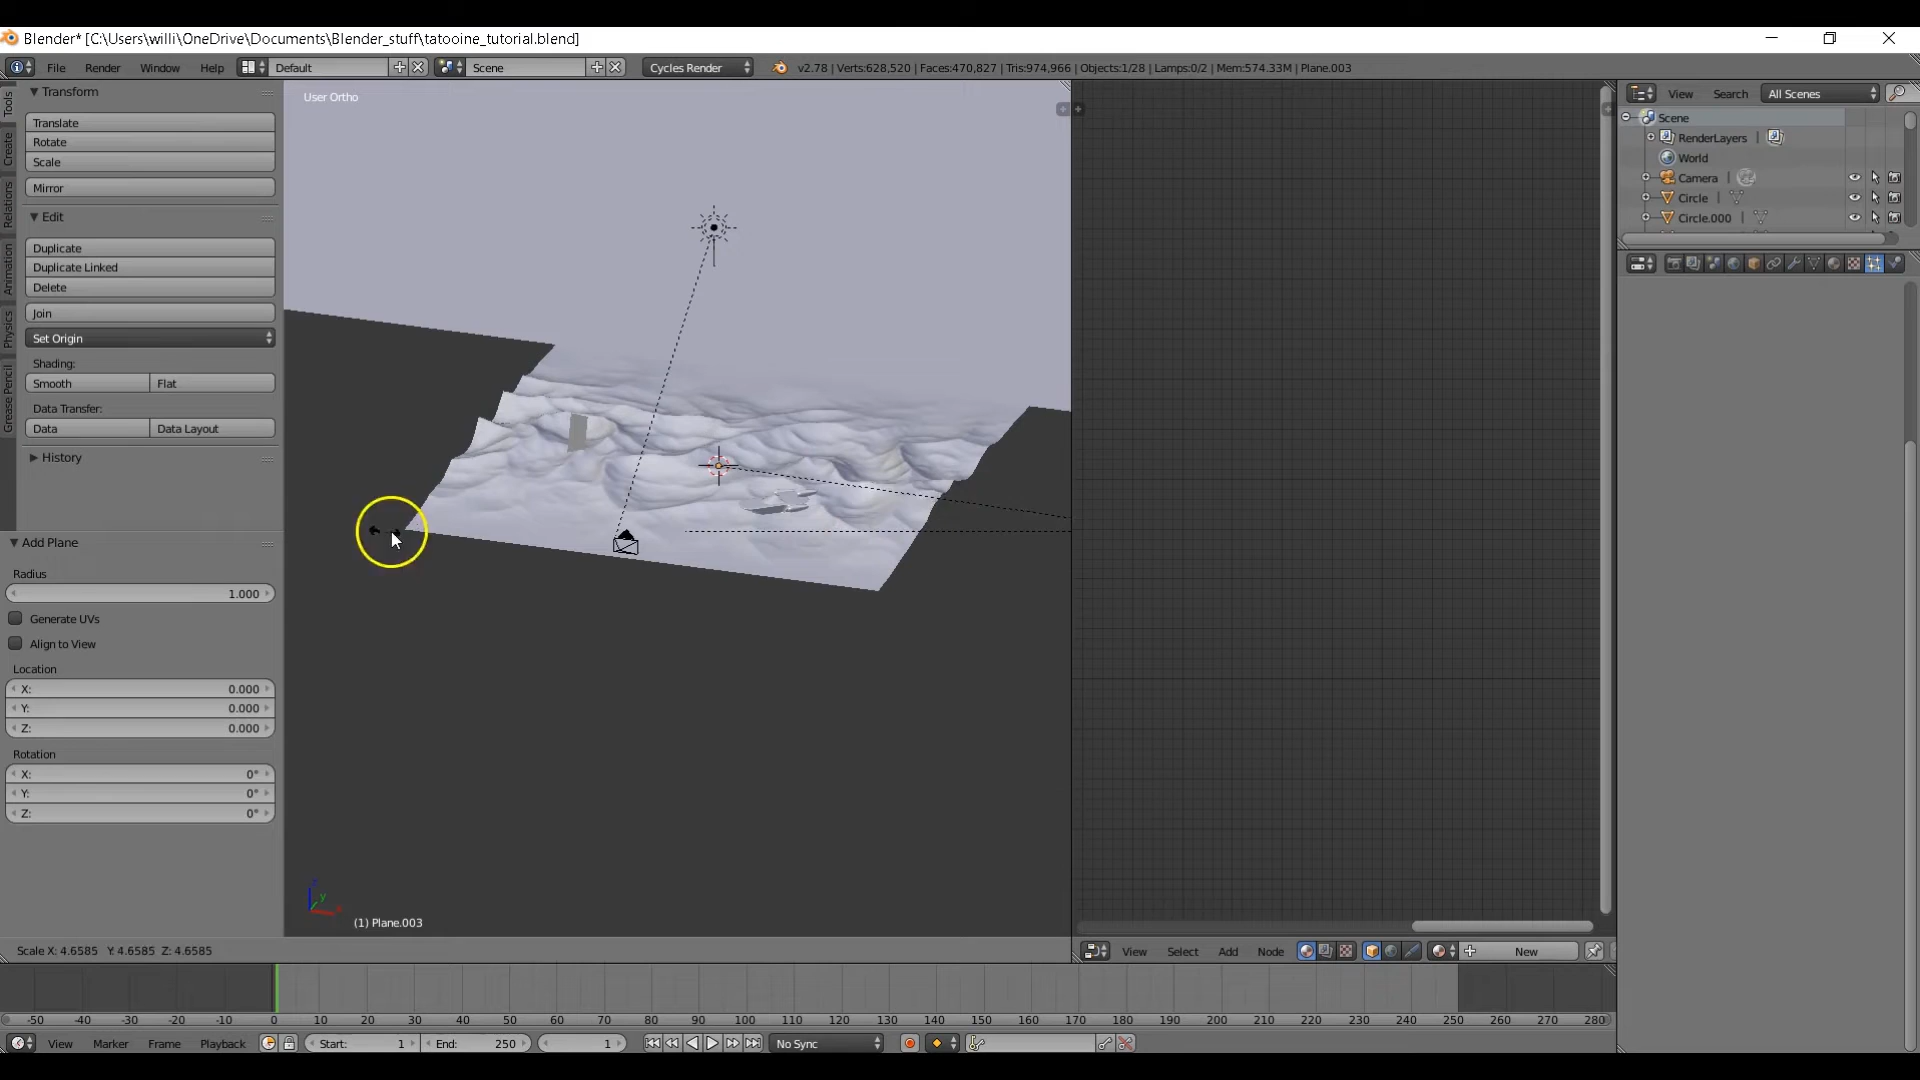 Blender* [C:\Users\willi\OneDrive\Documents\Blender_stuff\tatooine_tutorial.blend]
File Render Window Help Default Scene Cycles Render v2.78 | Verts:628,520 | Faces:470,827 | Tris:974,966 | Objects:1/28 | Lamps:0/2 | Mem:574.33M | Plane.003
Tools
Create
Relations
Animation
Physics
Grease Pencil
Transform
Translate
Rotate
Scale
Mirror
Edit
Duplicate
Duplicate Linked
Delete
Join
Set Origin
Shading:
Smooth Flat
Data Transfer:
Data Data Layout
History
Add Plane
Radius
1.000
Generate UVs
Align to View
Location
X: 0.000
Y: 0.000
Z: 0.000
Rotation
X: 0°
Y: 0°
Z: 0°
User Ortho
(1) Plane.003
Scale X: 4.6585 Y: 4.6585 Z: 4.6585
View Select Add Node New
View Search All Scenes
Scene
RenderLayers |
World
Camera |
Circle |
Circle.000 |
-50 -40 -30 -20 -10 0 10 20 30 40 50 60 70 80 90 100 110 120 130 140 150 160 170 180 190 200 210 220 230 240 250 260 270 280
View Marker Frame Playback Start: 1 End: 250 1 No Sync